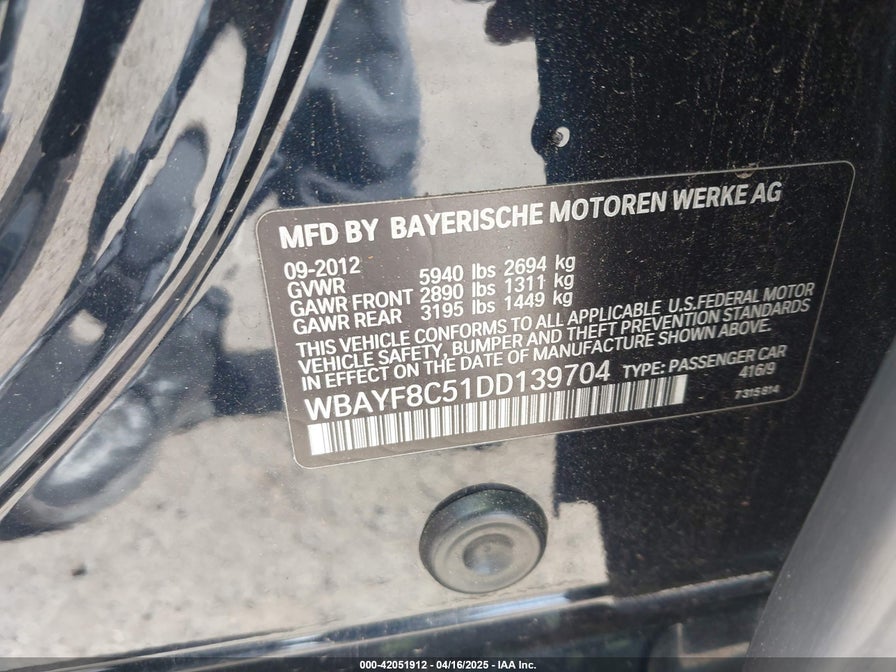 MFD BY BAYERISCHE MOTOREN WERKE AG
09-2012
GVWR 5940 lbs 2694 kg
GAWR FRONT 2890 lbs 1311 kg
GAWR REAR 3195 lbs 1449 kg
THIS VEHICLE CONFORMS TO ALL APPLICABLE U.S.FEDERAL MOTOR
VEHICLE SAFETY, BUMPER AND THEFT PREVENTION STANDARDS
IN EFFECT ON THE DATE OF MANUFACTURE SHOWN ABOVE.
WBAYF8C51DD139704 TYPE: PASSENGER CAR
416/9
7315814
000-42051912 - 04/16/2025 - IAA Inc.